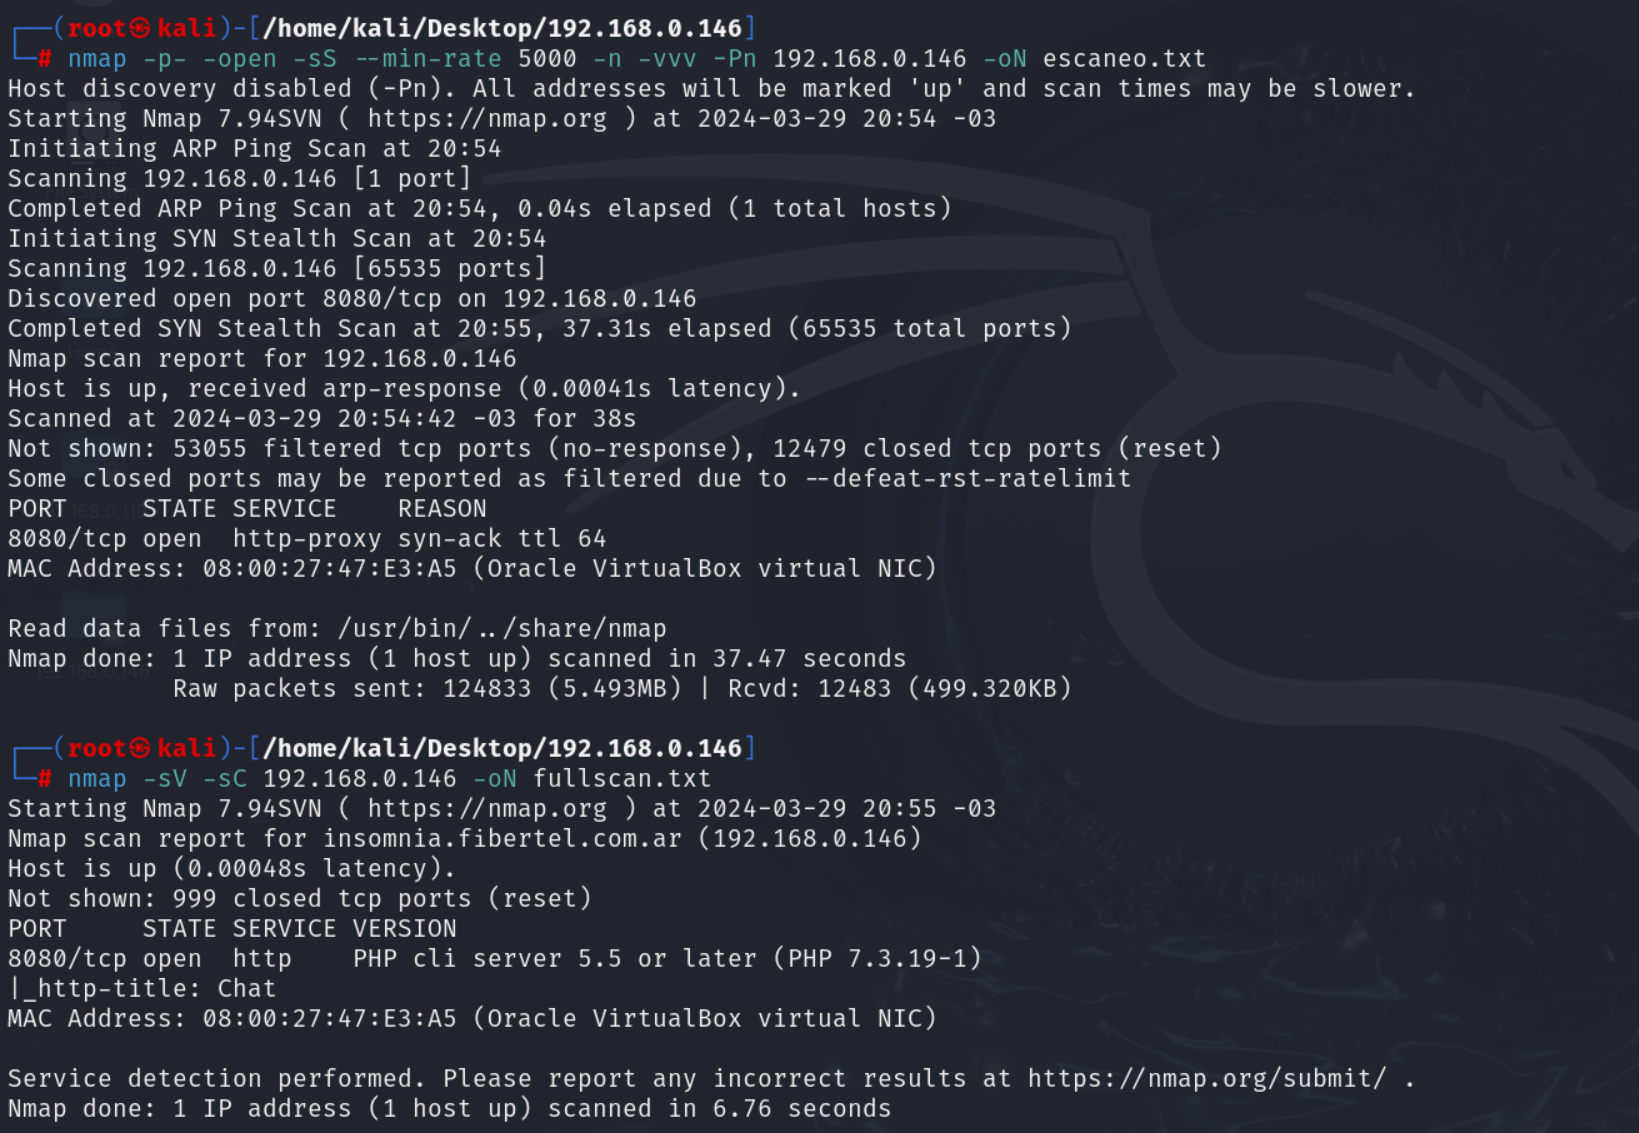 ┌──(root㉿kali)-[/home/kali/Desktop/192.168.0.146]
└─# nmap -p- -open -sS --min-rate 5000 -n -vvv -Pn 192.168.0.146 -oN escaneo.txt
Host discovery disabled (-Pn). All addresses will be marked 'up' and scan times may be slower.
Starting Nmap 7.94SVN ( https://nmap.org ) at 2024-03-29 20:54 -03
Initiating ARP Ping Scan at 20:54
Scanning 192.168.0.146 [1 port]
Completed ARP Ping Scan at 20:54, 0.04s elapsed (1 total hosts)
Initiating SYN Stealth Scan at 20:54
Scanning 192.168.0.146 [65535 ports]
Discovered open port 8080/tcp on 192.168.0.146
Completed SYN Stealth Scan at 20:55, 37.31s elapsed (65535 total ports)
Nmap scan report for 192.168.0.146
Host is up, received arp-response (0.00041s latency).
Scanned at 2024-03-29 20:54:42 -03 for 38s
Not shown: 53055 filtered tcp ports (no-response), 12479 closed tcp ports (reset)
Some closed ports may be reported as filtered due to --defeat-rst-ratelimit
PORT     STATE SERVICE    REASON
8080/tcp open  http-proxy syn-ack ttl 64
MAC Address: 08:00:27:47:E3:A5 (Oracle VirtualBox virtual NIC)

Read data files from: /usr/bin/../share/nmap
Nmap done: 1 IP address (1 host up) scanned in 37.47 seconds
           Raw packets sent: 124833 (5.493MB) | Rcvd: 12483 (499.320KB)

┌──(root㉿kali)-[/home/kali/Desktop/192.168.0.146]
└─# nmap -sV -sC 192.168.0.146 -oN fullscan.txt
Starting Nmap 7.94SVN ( https://nmap.org ) at 2024-03-29 20:55 -03
Nmap scan report for insomnia.fibertel.com.ar (192.168.0.146)
Host is up (0.00048s latency).
Not shown: 999 closed tcp ports (reset)
PORT     STATE SERVICE VERSION
8080/tcp open  http    PHP cli server 5.5 or later (PHP 7.3.19-1)
|_http-title: Chat
MAC Address: 08:00:27:47:E3:A5 (Oracle VirtualBox virtual NIC)

Service detection performed. Please report any incorrect results at https://nmap.org/submit/ .
Nmap done: 1 IP address (1 host up) scanned in 6.76 seconds